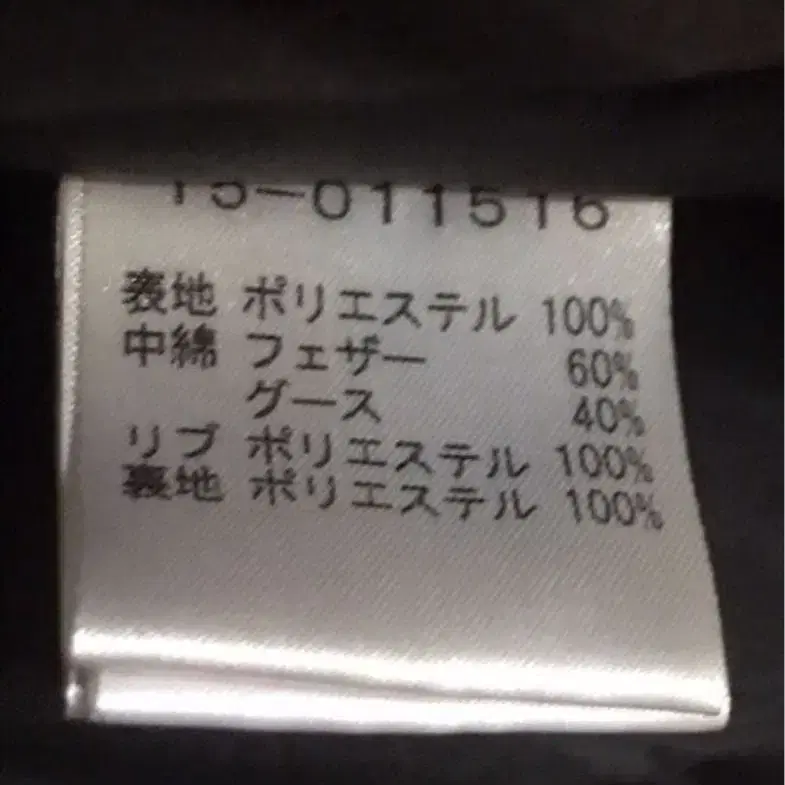 15-011516
表地 ポリエステル 100%
中綿 フェザー 60%
グース 40%
リブ ポリエステル 100%
裏地 ポリエステル 100%